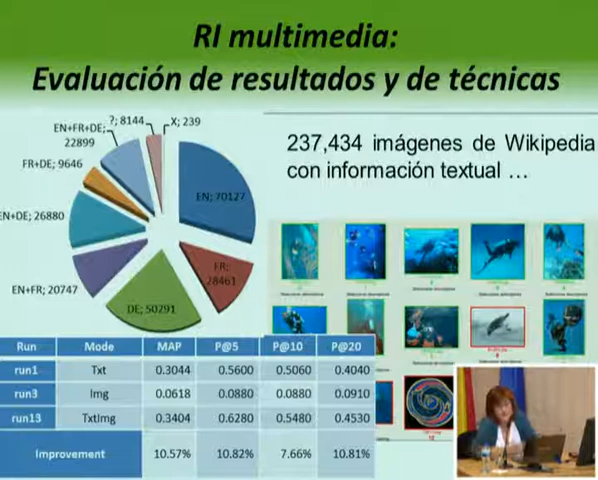 RI multimedia:
Evaluación de resultados y de técnicas
?; 8144
X; 239
EN+FR+DE;
22899
FR+DE; 9646
EN+DE; 26880
EN+FR; 20747
EN; 70127
FR;
28461
DE; 50291
237,434 imágenes de Wikipedia
con información textual ...
Run Mode MAP P@5 P@10 P@20
run1 Txt 0.3044 0.5600 0.5060 0.4040
run3 Img 0.0618 0.0880 0.0880 0.0910
run13 TxtImg 0.3404 0.6280 0.5480 0.4530
Improvement 10.57% 10.82% 7.66% 10.81%